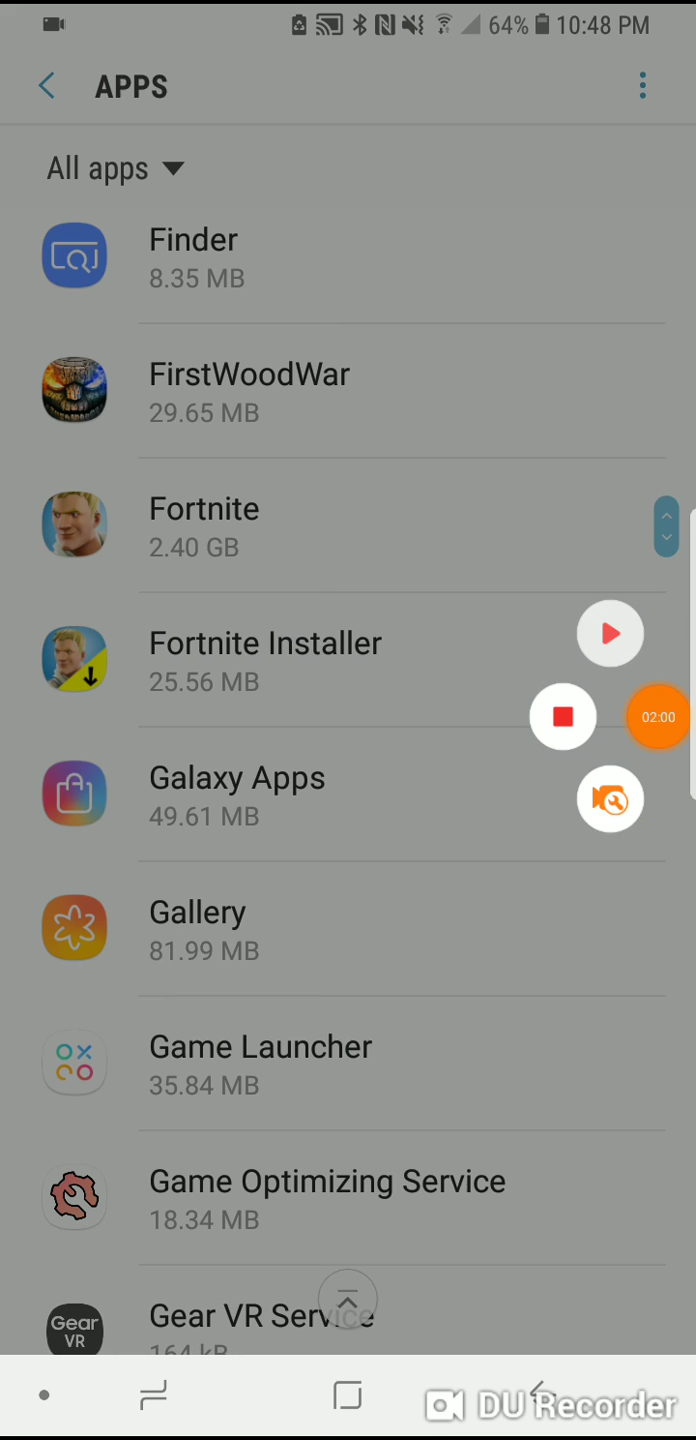 64% 10:48 PM
APPS
All apps
Finder
8.35 MB
FirstWoodWar
29.65 MB
Fortnite
2.40 GB
Fortnite Installer
25.56 MB
02:00
Galaxy Apps
49.61 MB
Gallery
81.99 MB
Game Launcher
35.84 MB
Game Optimizing Service
18.34 MB
Gear VR
Gear VR Service
164 kB
DU Recorder